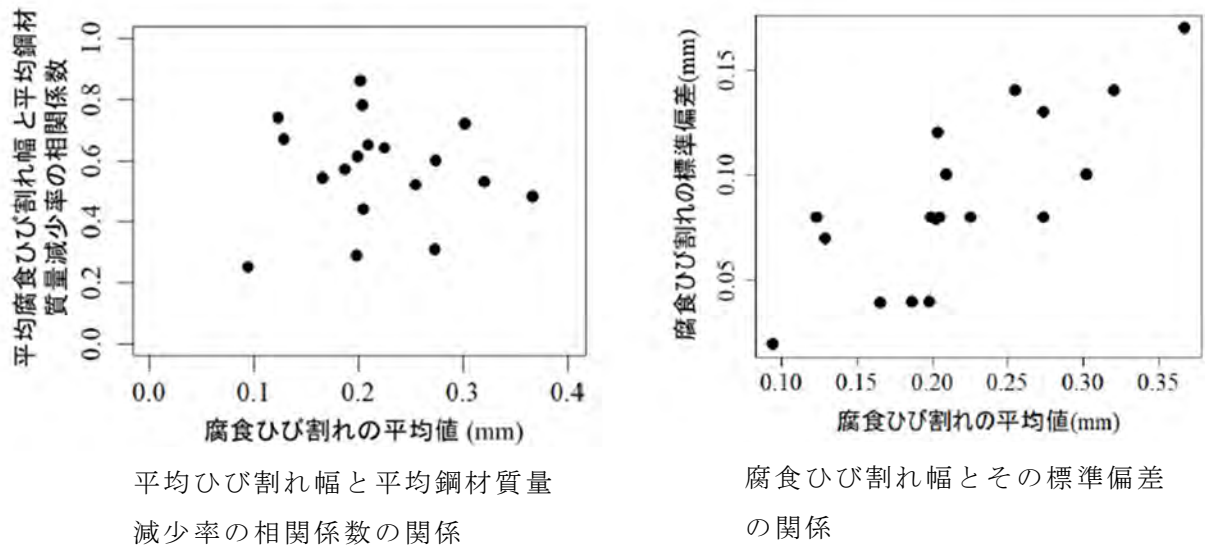 平均腐食ひび割れ幅と平均鋼材
質量減少率の相関係数
1.0
0.8
0.6
0.4
0.2
0.0
0.0 0.1 0.2 0.3 0.4
腐食ひび割れの平均値 (mm)
平均ひび割れ幅と平均鋼材質量
減少率の相関係数の関係
腐食ひび割れの標準偏差(mm)
0.15
0.10
0.05
0.10 0.15 0.20 0.25 0.30 0.35
腐食ひび割れの平均値(mm)
腐食ひび割れ幅とその標準偏差
の関係